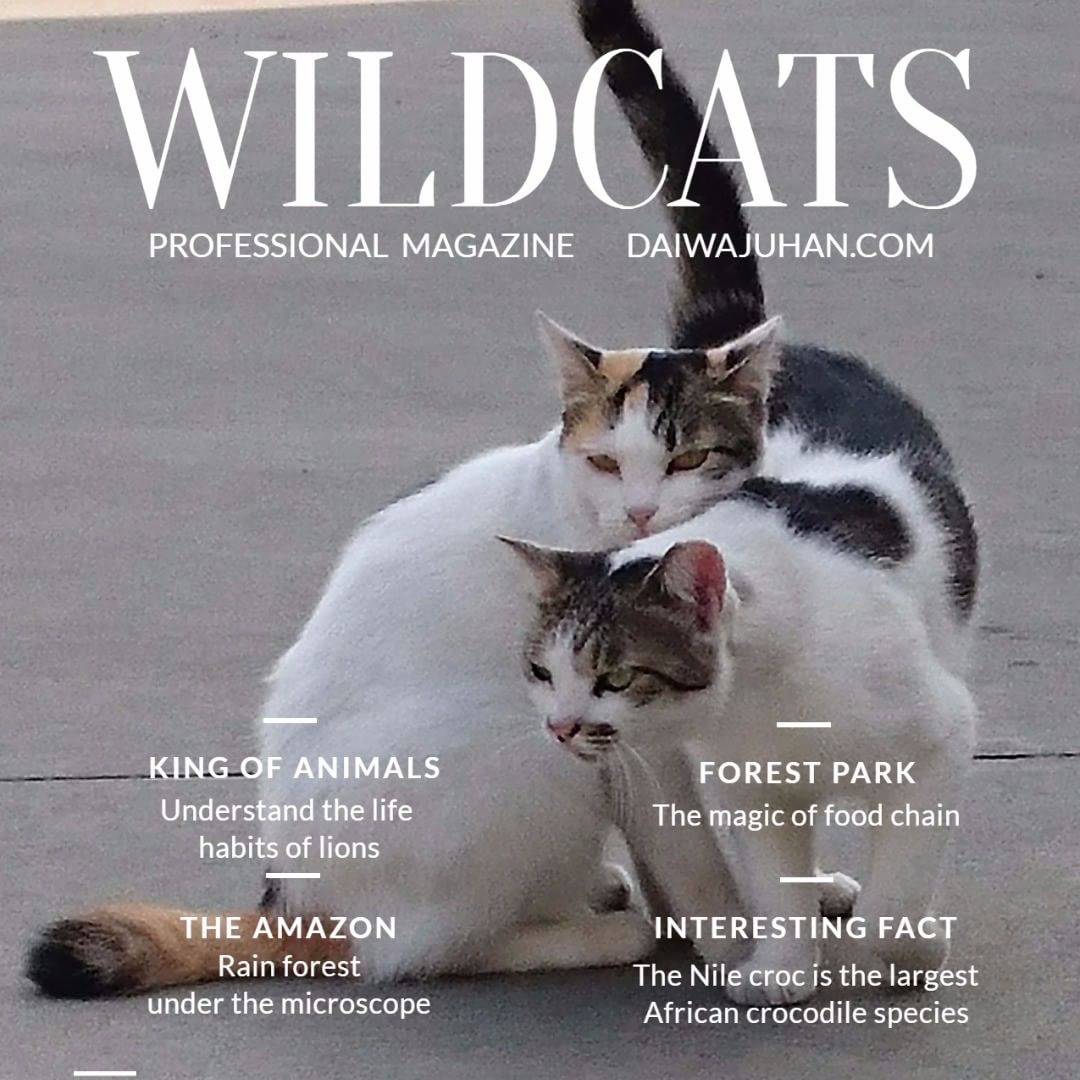 WILDCATS
PROFESSIONAL MAGAZINE DAIWAJUHAN.COM
KING OF ANIMALS
Understand the life
habits of lions
THE AMAZON
Rain forest
under the microscope
FOREST PARK
The magic of food chain
INTERESTING FACT
The Nile croc is the largest
African crocodile species